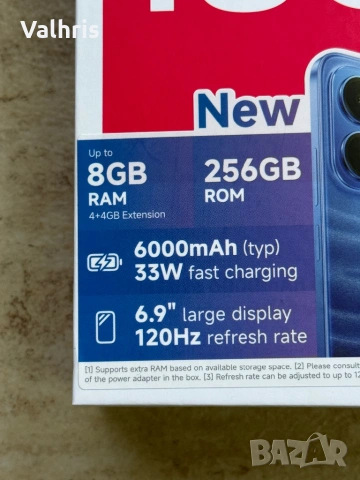 Valhris
New
Up to
8GB
RAM
4+4GB Extension
256GB
ROM
6000mAh (typ)
33W fast charging
6.9" large display
120Hz refresh rate
[1] Supports extra RAM based on available storage space. [2] Please consult
of the power adapter in the box. [3] Refresh rate can be adjusted up to 12
BAZAR